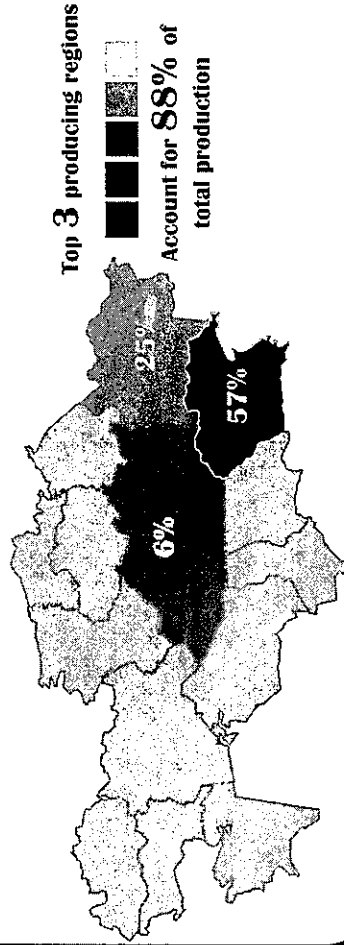 Top 3 producing regions
Account for 88% of
total production
25%
6%
57%